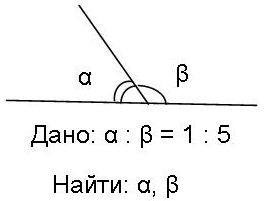 α β
Дано: α : β = 1 : 5
Найти: α, β